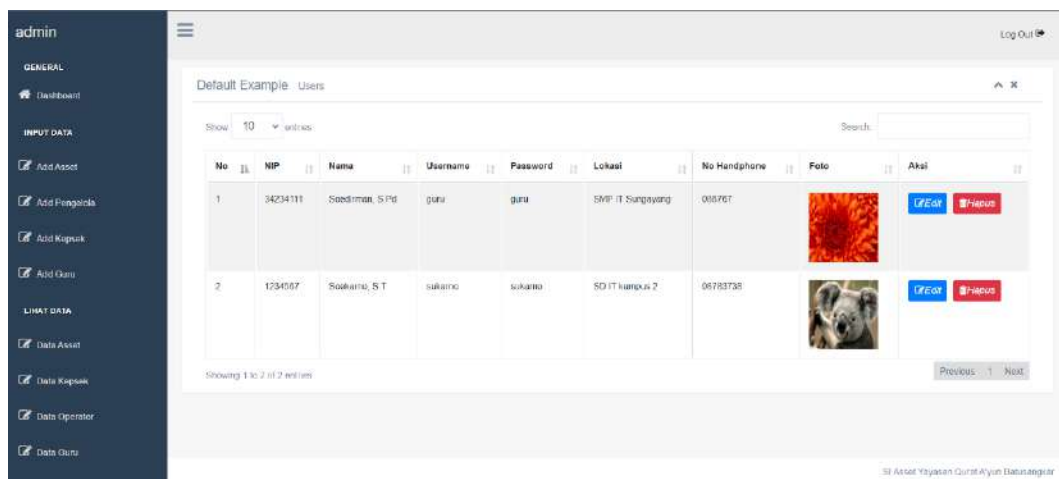 admin
Log Out
GENERAL
Dashboard
INPUT DATA
Add Asset
Add Pengelola
Add Kepsek
Add Guru
LIHAT DATA
Data Asset
Data Kepsek
Data Operator
Data Guru
Default Example Users
Show 10 entries
Search:
No NIP Nama Username Password Lokasi No Handphone Foto Aksi
1 34234111 Soedirman, S.Pd guru guru SMP IT Sungayang Edit Hapus
2 1234567 Soekarno, S.T sukarno sukarno SD IT kampus 2 08783738 Edit Hapus
Showing 1 to 2 of 2 entries
Previous 1 Next
SI Asset Yayasan Qurrat A'yun Batusangkar